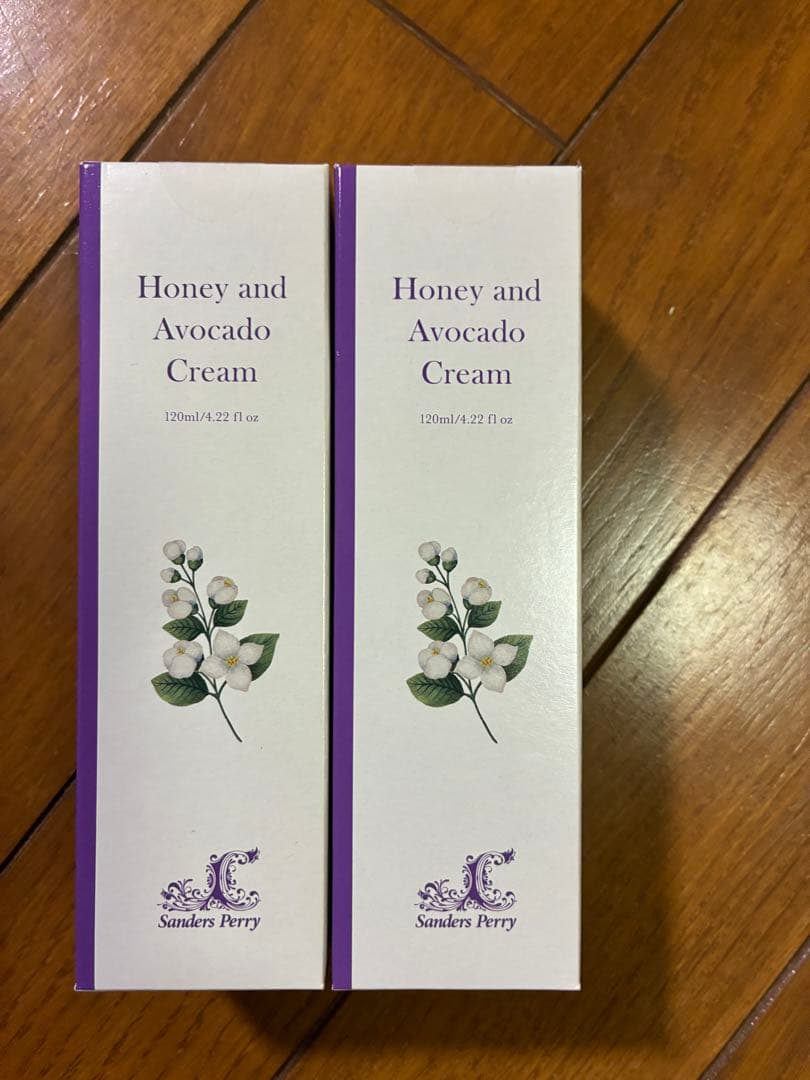 Honey and
Avocado
Cream
120ml/4.22 fl oz
Sanders Perry
Honey and
Avocado
Cream
120ml/4.22 fl oz
Sanders Perry